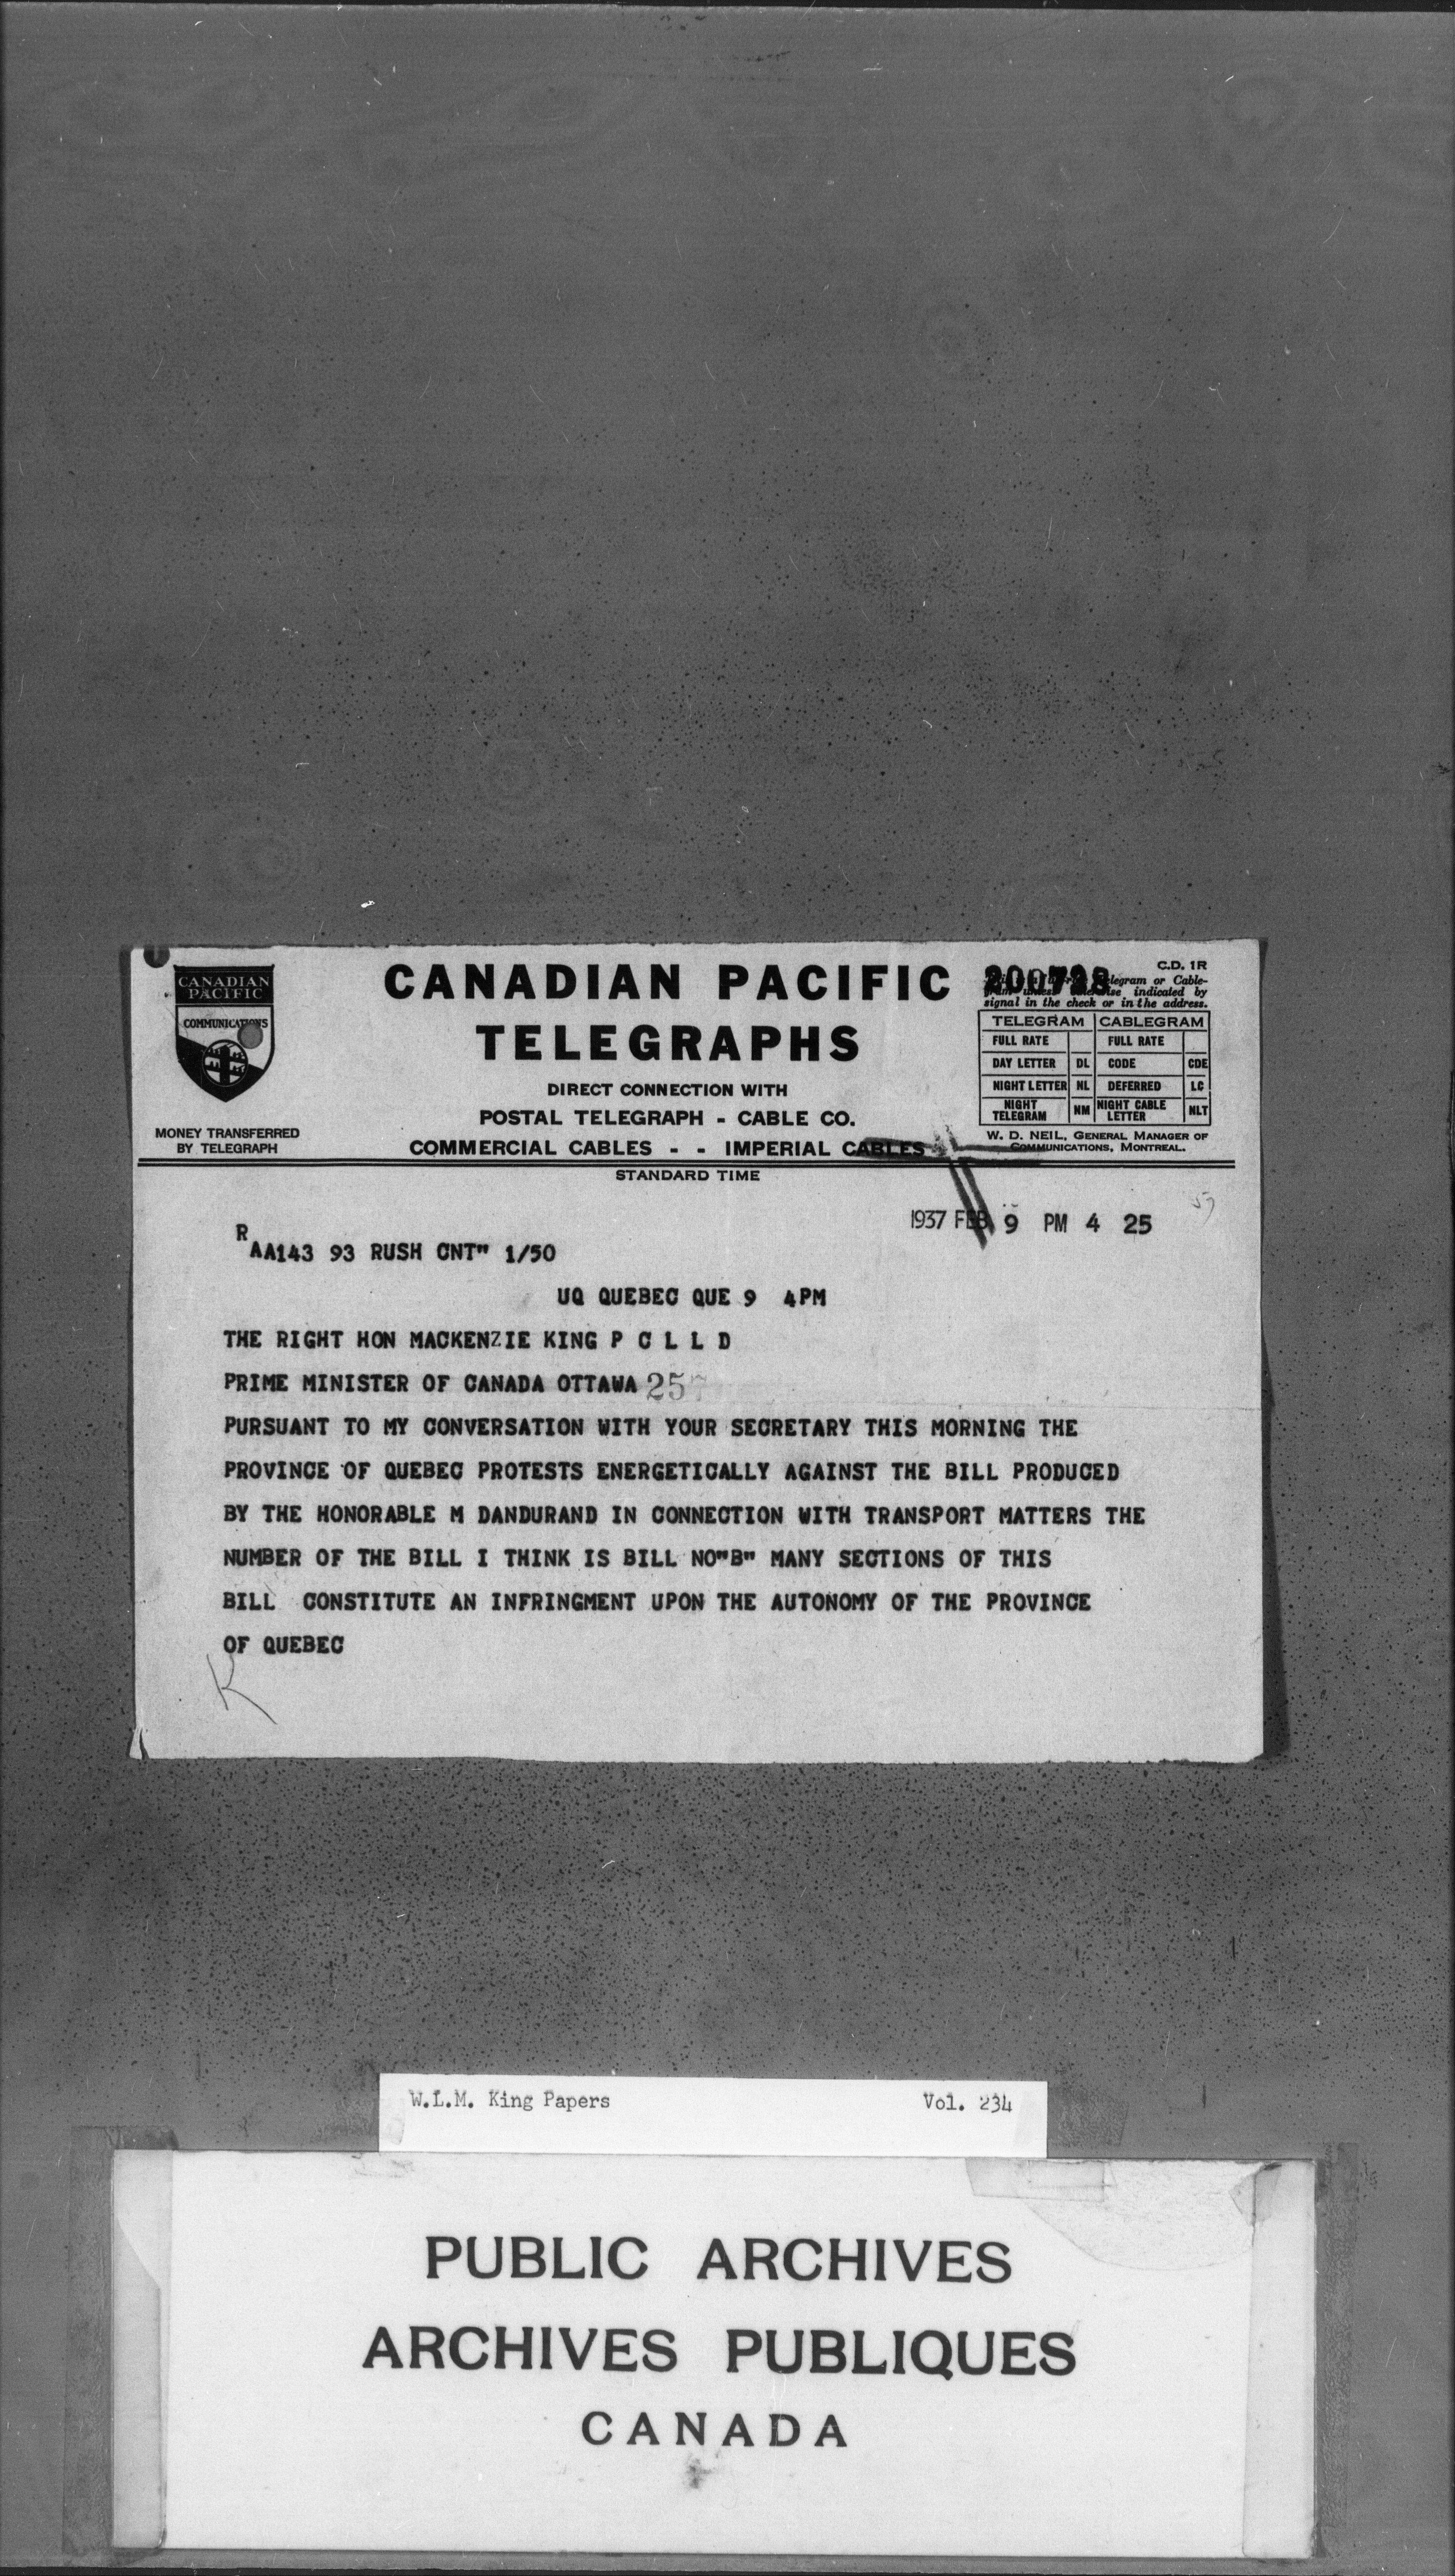 CANADIAN
PACIFIC
COMMUNICATIONS
MONEY TRANSFERRED
BY TELEGRAPH
CANADIAN PACIFIC
TELEGRAPHS
DIRECT CONNECTION WITH
POSTAL TELEGRAPH - CABLE CO.
COMMERCIAL CABLES - - IMPERIAL CABLES
STANDARD TIME
C.D. 1R
200728
telegram or Cable-
indicated by
signal in the check or in the address.
TELEGRAM CABLEGRAM
FULL RATE FULL RATE
DAY LETTER DL CODE CDE
NIGHT LETTER NL DEFERRED LC
NIGHT TELEGRAM NM NIGHT CABLE LETTER NLT
W. D. NEIL, GENERAL MANAGER OF
COMMUNICATIONS, MONTREAL.
1937 FEB 9 PM 4 25
R
AA143 93 RUSH CNT" 1/50
UQ QUEBEC QUE 9 4PM
THE RIGHT HON MACKENZIE KING P C L L D
PRIME MINISTER OF CANADA OTTAWA
PURSUANT TO MY CONVERSATION WITH YOUR SECRETARY THIS MORNING THE
PROVINCE OF QUEBEC PROTESTS ENERGETICALLY AGAINST THE BILL PRODUCED
BY THE HONORABLE M DANDURAND IN CONNECTION WITH TRANSPORT MATTERS THE
NUMBER OF THE BILL I THINK IS BILL NO"B" MANY SECTIONS OF THIS
BILL CONSTITUTE AN INFRINGMENT UPON THE AUTONOMY OF THE PROVINCE
OF QUEBEC
K
W.L.M. King Papers Vol. 234
PUBLIC ARCHIVES
ARCHIVES PUBLIQUES
CANADA